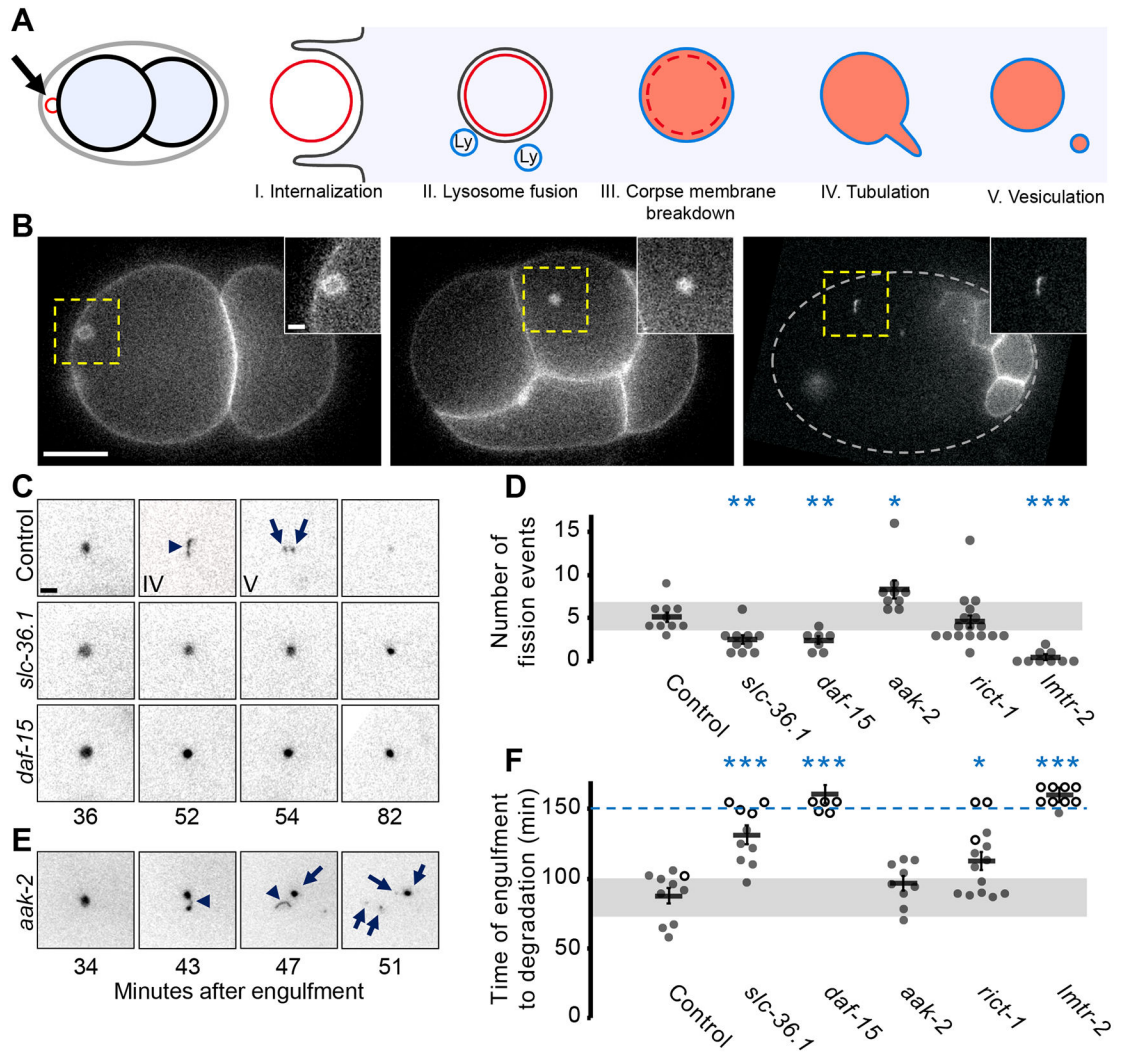 A
Ly
Ly
I. Internalization
II. Lysosome fusion
III. Corpse membrane
breakdown
IV. Tubulation
V. Vesiculation
B
C
Control
IV
V
slc-36.1
daf-15
36
52
54
82
D
**
**
*
***
Number of
fission events
15
10
5
0
Control
slc-36.1
daf-15
aak-2
rict-1
lmtr-2
E
aak-2
34
43
47
51
Minutes after engulfment
F
***
***
*
***
Time of engulfment
to degradation (min)
150
100
50
0
Control
slc-36.1
daf-15
aak-2
rict-1
lmtr-2